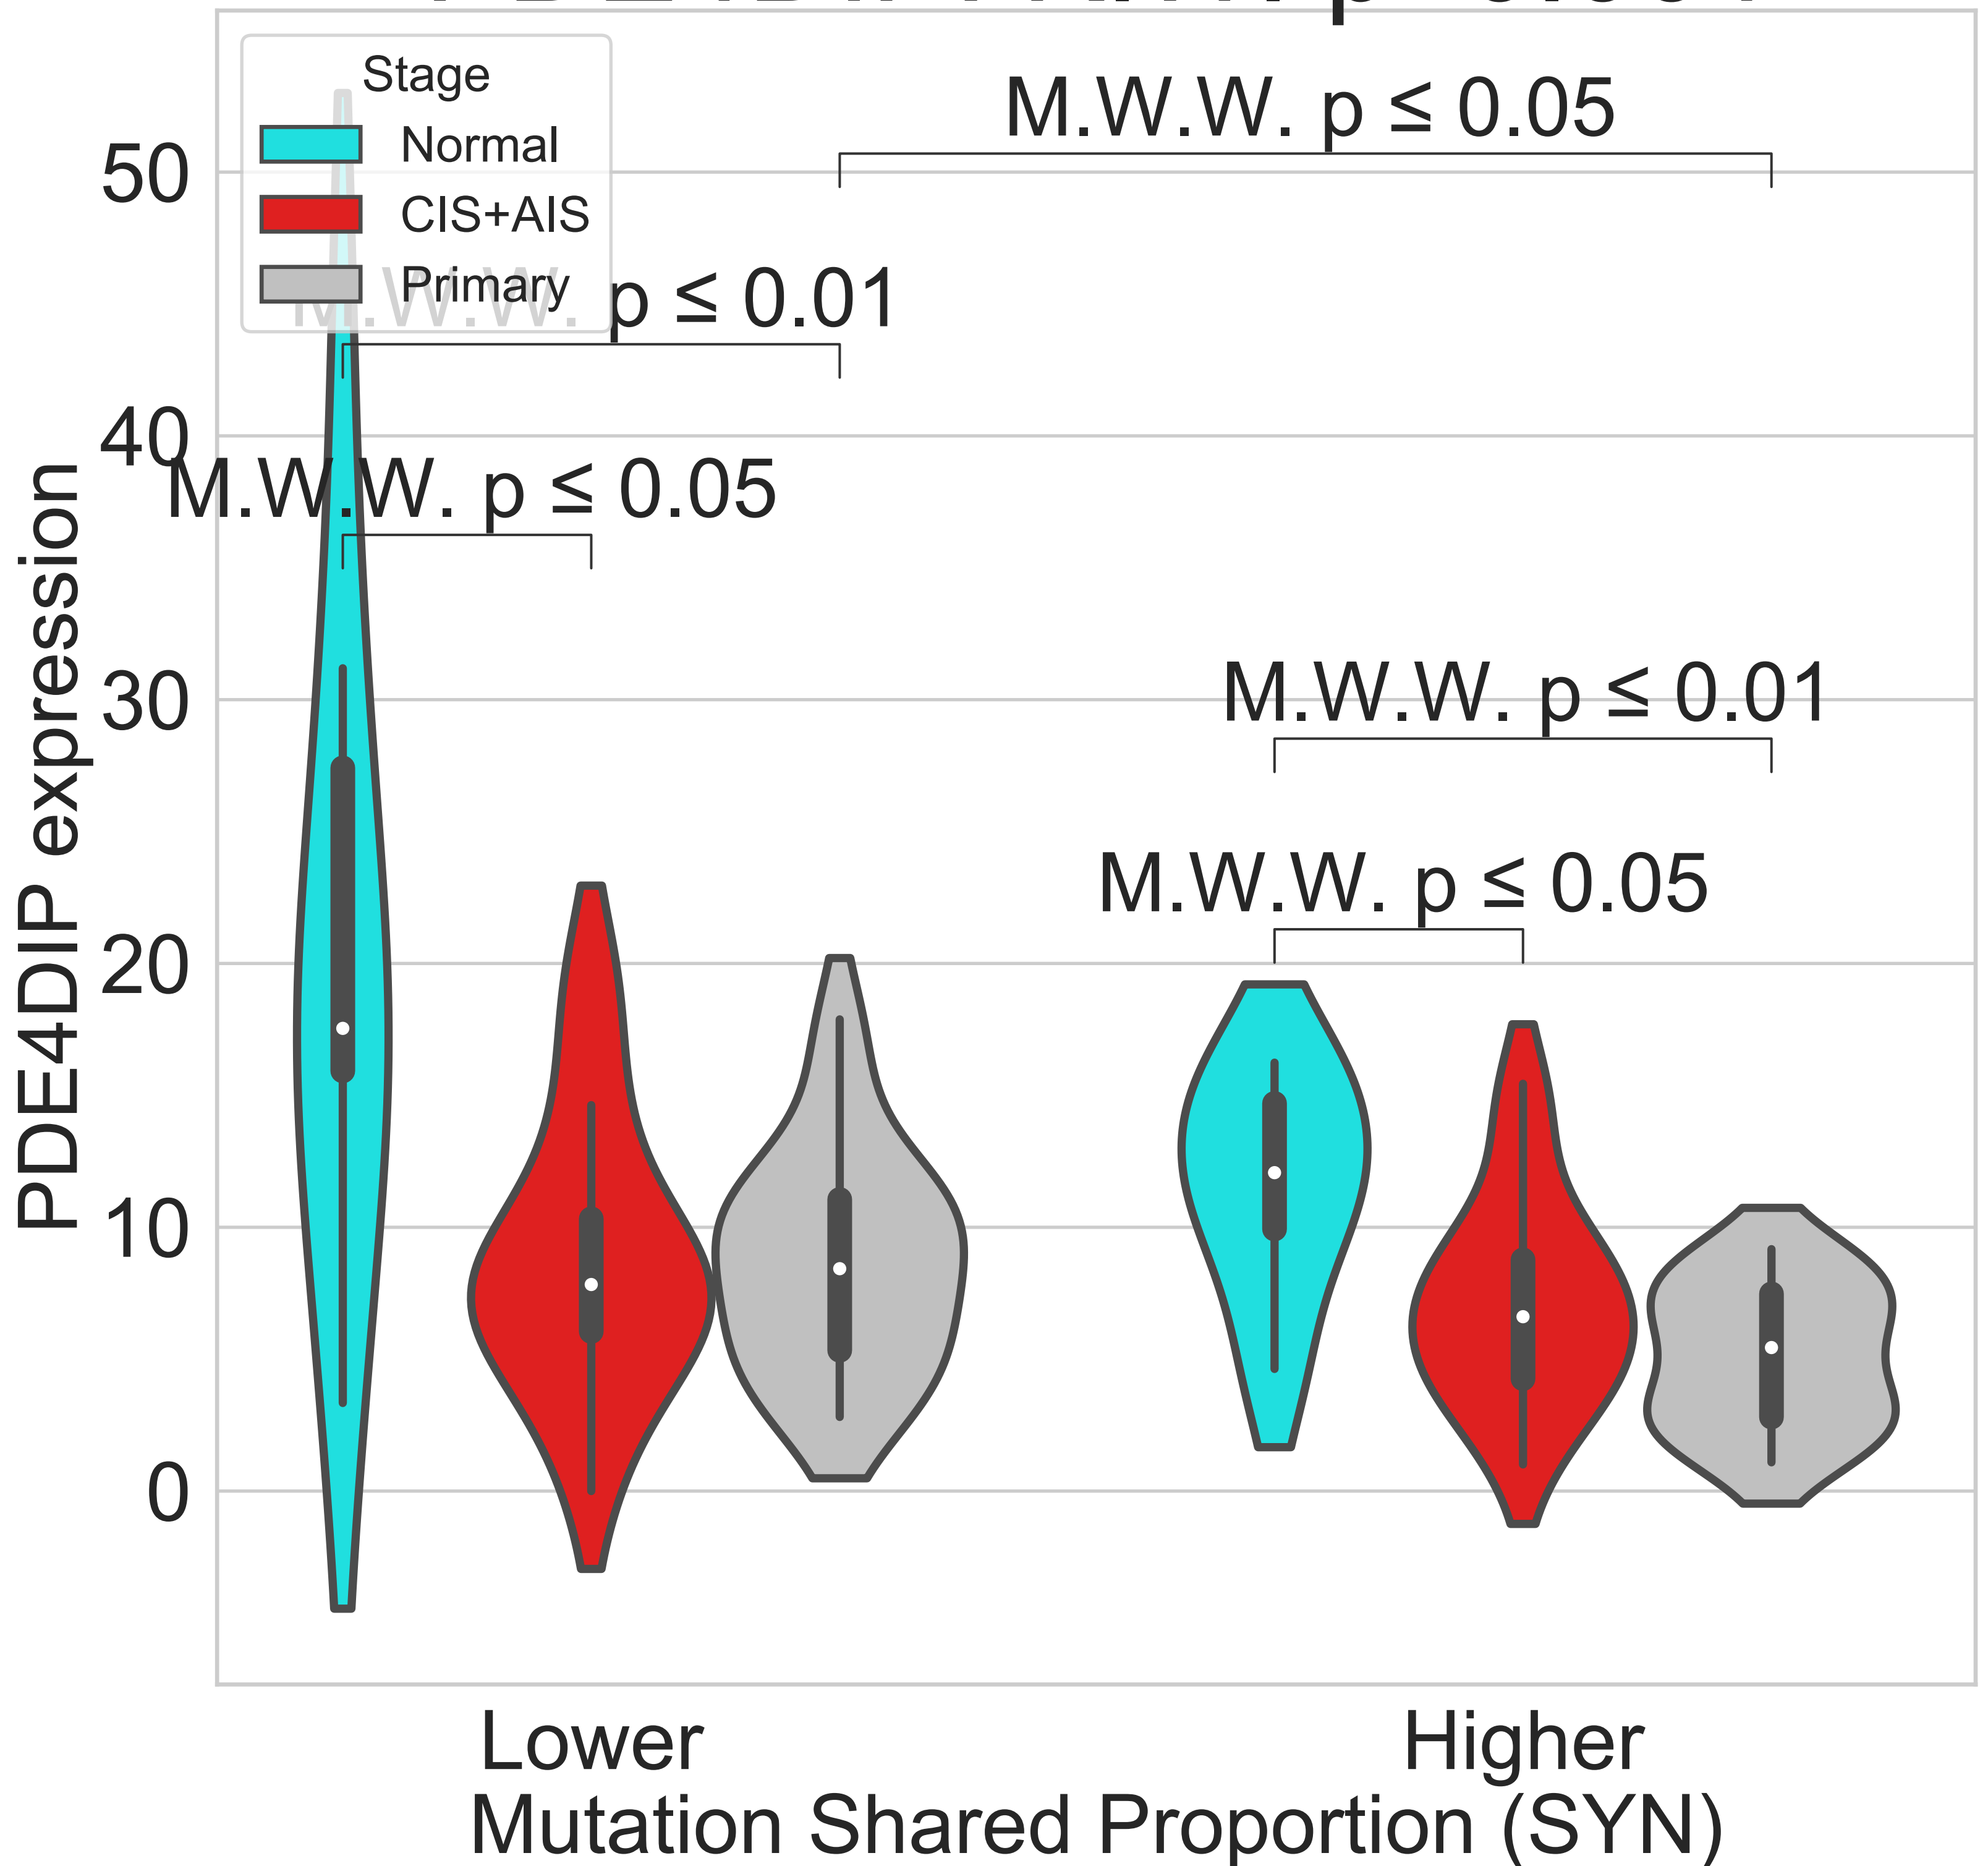 Stage
Normal
CIS+AIS
Primary
M.W.W. p ≤ 0.05
M.W.W. p ≤ 0.01
M.W.W. p ≤ 0.05
M.W.W. p ≤ 0.01
M.W.W. p ≤ 0.05
50
40
30
20
10
0
PDE4DIP expression
Lower
Higher
Mutation Shared Proportion (SYN)